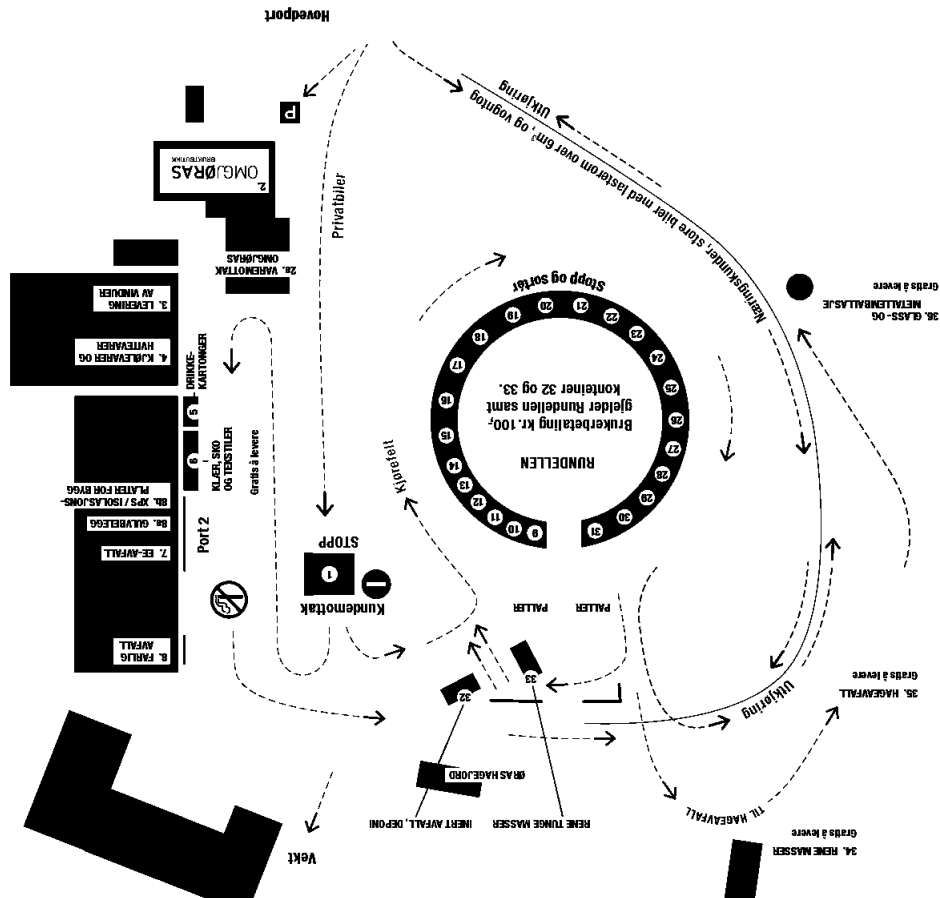 34. RENE MASSER
Gratis å levere
Vekt
RENE TUNGE MASSER
INERT AVFALL, DEPONI
TIL HAGEAVFALL
ØRAS HAGEJORD
35. HAGEAVFALL
Gratis å levere
Utkjøring
33
32
8. FARLIG
AVFALL
PALLER
PALLER
Kundemottak
1
STOPP
7. EE-AVFALL
8a. GULVBELEGG
8b. XPS / ISOLASJONS-
PLATER FOR BYGG
Port 2
31
30
29
28
27
26
25
24
23
22
21
20
19
18
17
16
15
14
13
12
11
10
9
RUNDELLEN
Brukerbetaling kr. 100,-
gjelder Rundellen samt
konteiner 32 og 33.
Stopp og sortér
Kjørefelt
6
KLÆR, SKO
OG TEKSTILER
Gratis å levere
5
DRIKKE-
KARTONGER
4. KJØLEVARER OG
HVITEVARER
3. LEVERING
AV VINDUER
36. GLASS- OG
METALLEMBALLASJE
Gratis å levere
2a. VAREMOTTAK
OMGJØRAS
2.
OMGJØRAS
BRUKTBUTIKK
Privatbiler
Næringskunder, store biler med lasterom over 6m³, og vogntog
Utkjøring
P
Hovedport